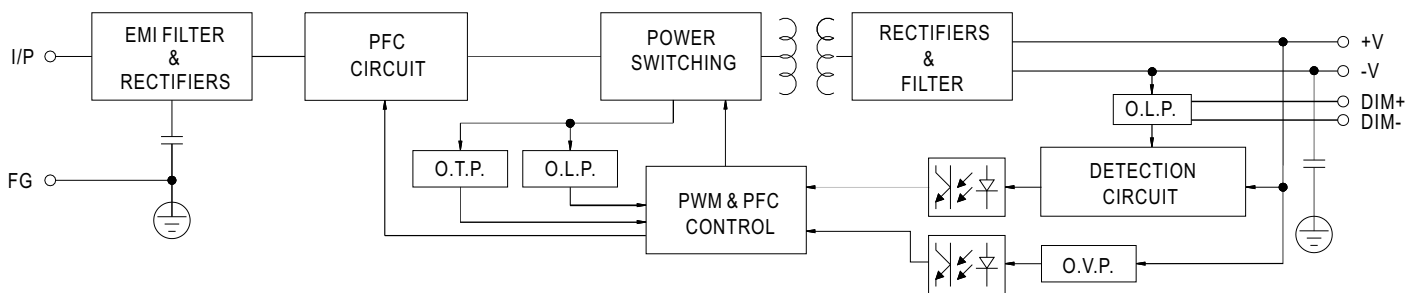 I/P
EMI FILTER
&
RECTIFIERS
PFC
CIRCUIT
POWER
SWITCHING
RECTIFIERS
&
FILTER
+V
-V
O.L.P.
DIM+
DIM-
O.T.P.
O.L.P.
DETECTION
CIRCUIT
FG
PWM & PFC
CONTROL
O.V.P.